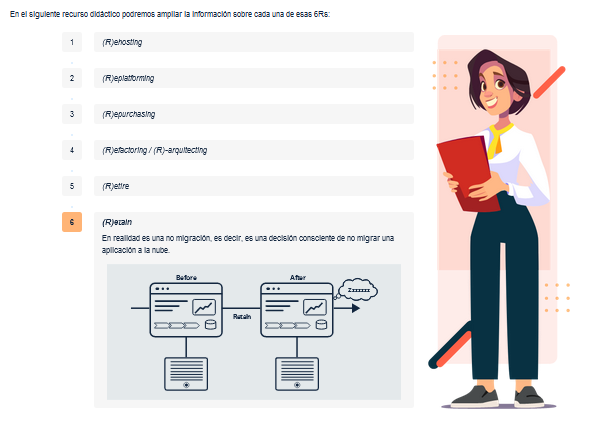 En el siguiente recurso didáctico podremos ampliar la información sobre cada una de esas 6Rs:
1 (R)ehosting
2 (R)eplatforming
3 (R)epurchasing
4 (R)efactoring / (R)-arquitecting
5 (R)etire
6 (R)etain
En realidad es una no migración, es decir, es una decisión consciente de no migrar una
aplicación a la nube.
Before After
Zzzzzzz
Retain